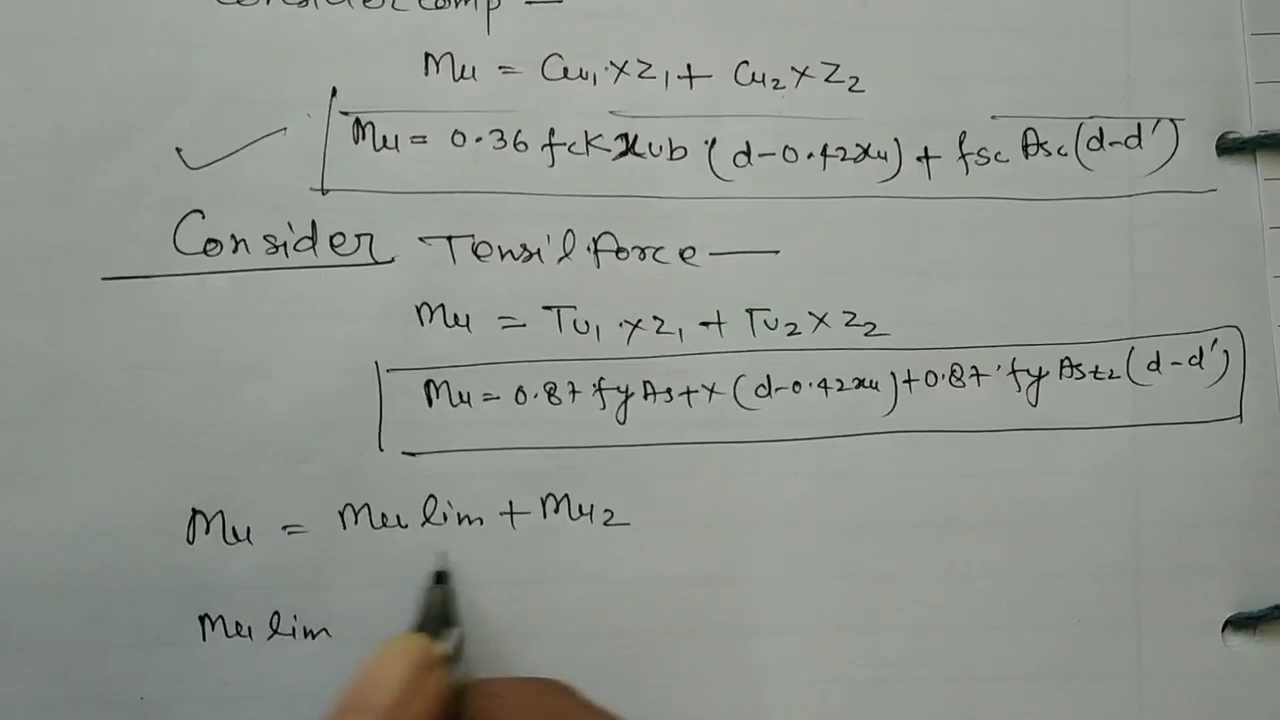 Consider comp —
Mu = Cu₁ × z₁ + Cu₂ × Z₂
Mu = 0.36 fck xub (d-0.42xu) + fsc Asc (d-d')
Consider Tensil force —
Mu = Tu₁ × z₁ + Tu₂ × z₂
Mu = 0.87 fy Ast × (d-0.42xu) + 0.87 fy Ast2 (d-d')
Mu = Mu lim + Mu2
Mu lim